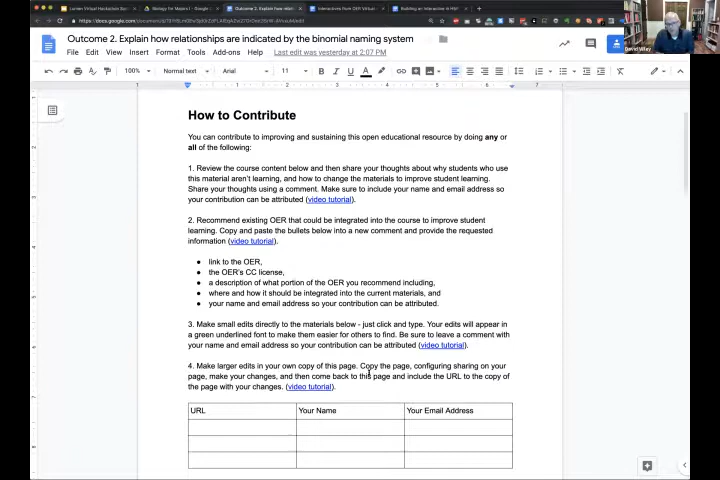 Outcome 2. Explain how relationships are indicated by the binomial naming system
File Edit View Insert Format Tools Add-ons Help Last edit was yesterday at 2:07 PM
100% Normal text Arial 11
How to Contribute
You can contribute to improving and sustaining this open educational resource by doing any or
all of the following:
1. Review the course content below and then share your thoughts about why students who use
this material aren't learning, and how to change the materials to improve student learning.
Share your thoughts using a comment. Make sure to include your name and email address so
your contribution can be attributed (video tutorial).
2. Recommend existing OER that could be integrated into the course to improve student
learning. Copy and paste the bullets below into a new comment and provide the requested
information (video tutorial).
● link to the OER,
● the OER's CC license,
● a description of what portion of the OER you recommend including,
● where and how it should be integrated into the current materials, and
● your name and email address so your contribution can be attributed.
3. Make small edits directly to the materials below - just click and type. Your edits will appear in
a green underlined font to make them easier for others to find. Be sure to leave a comment with
your name and email address so your contribution can be attributed (video tutorial).
4. Make larger edits in your own copy of this page. Copy the page, configuring sharing on your
page, make your changes, and then come back to this page and include the URL to the copy of
the page with your changes. (video tutorial).
URL Your Name Your Email Address
David Wiley